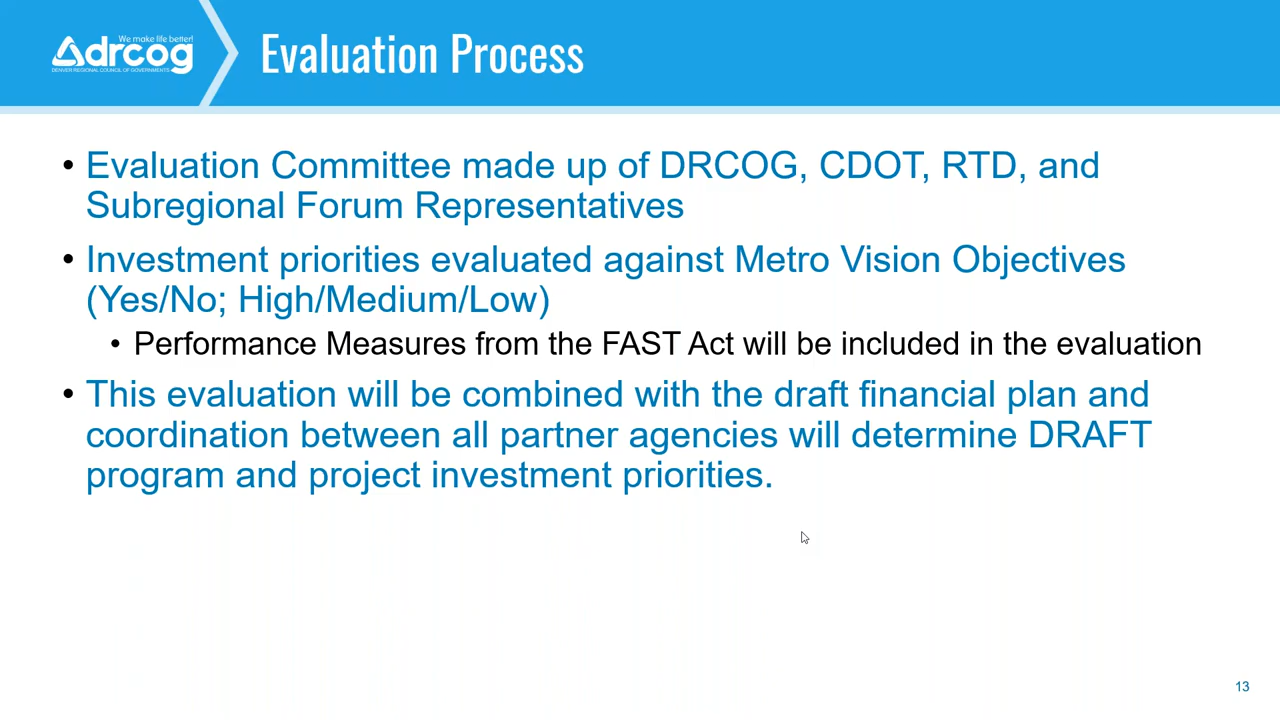 We make life better!
drcog
DENVER REGIONAL COUNCIL OF GOVERNMENTS
Evaluation Process
• Evaluation Committee made up of DRCOG, CDOT, RTD, and
Subregional Forum Representatives
• Investment priorities evaluated against Metro Vision Objectives
(Yes/No; High/Medium/Low)
• Performance Measures from the FAST Act will be included in the evaluation
• This evaluation will be combined with the draft financial plan and
coordination between all partner agencies will determine DRAFT
program and project investment priorities.
13